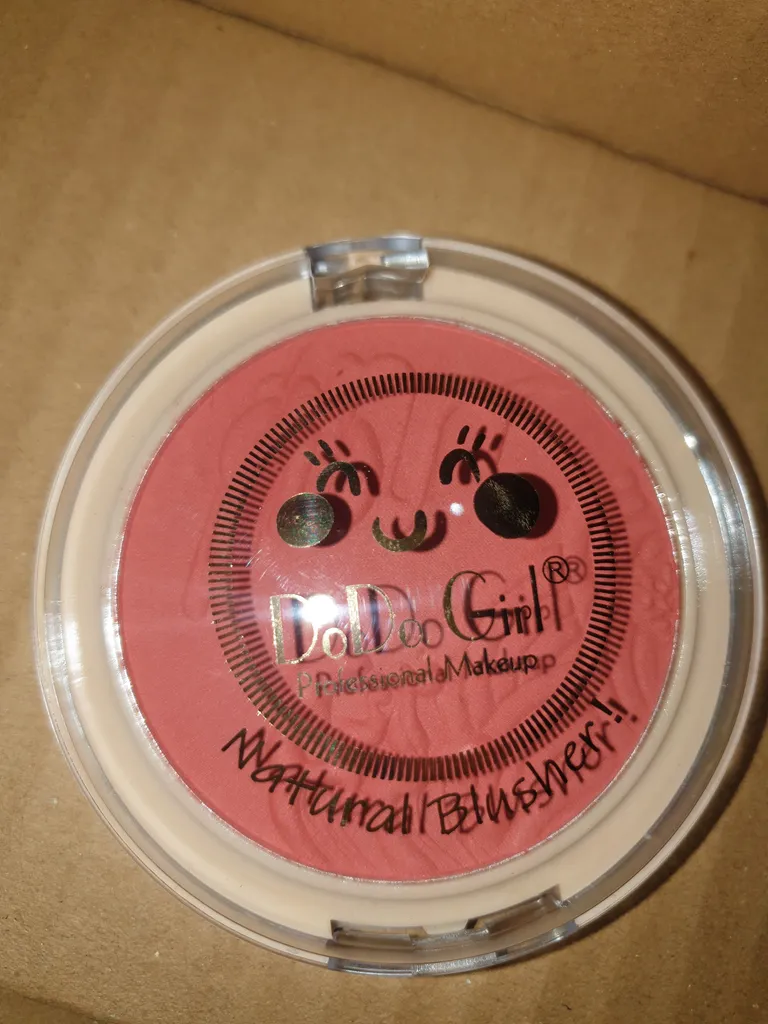 DoDo Girl®
Professional Makeup
Natural Blusher!